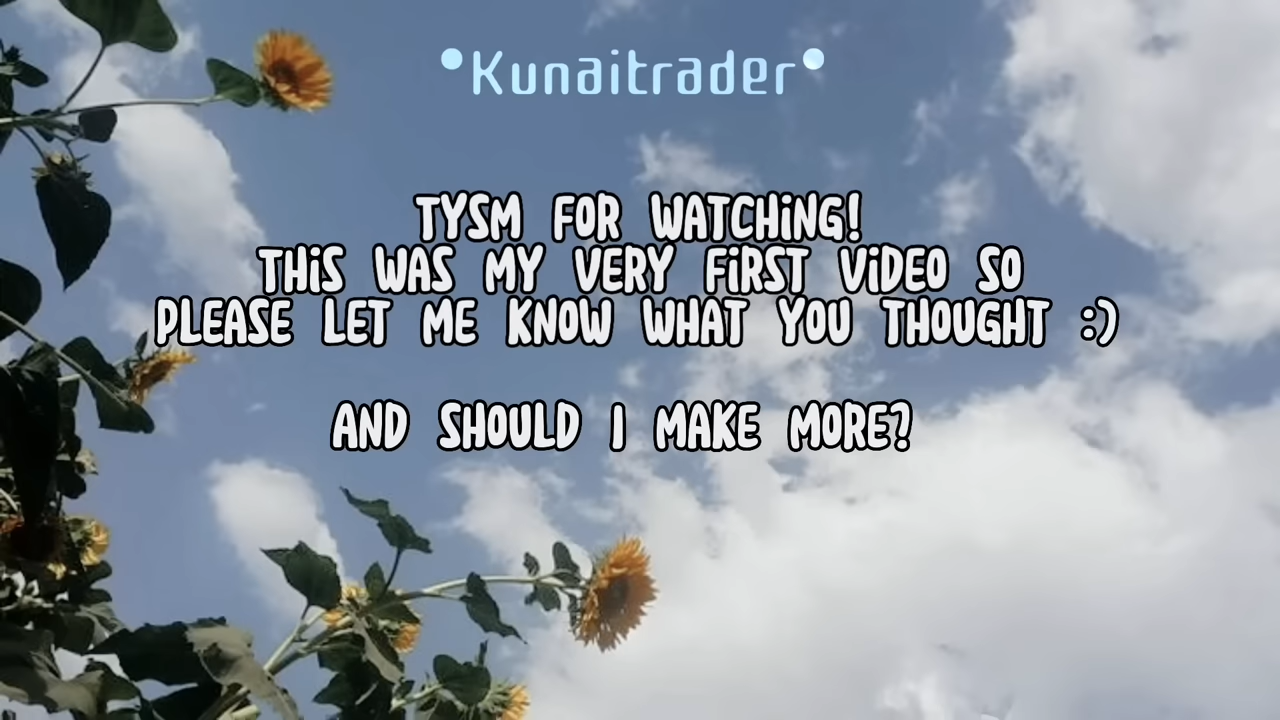 •Kunaitrader•
TYSM FOR WATCHiNG!
THiS WAS MY VERY FiRST ViDEO SO
PLEASE LET ME KNOW WHAT YOU THOUGHT :)
AND SHOULD I MAKE MORE?